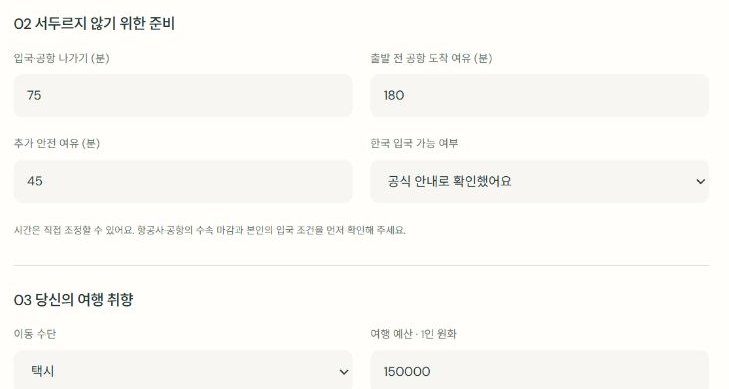 02 서두르지 않기 위한 준비
입국·공항 나가기 (분)
출발 전 공항 도착 여유 (분)
75
180
추가 안전 여유 (분)
한국 입국 가능 여부
45
공식 안내로 확인했어요
시간은 직접 조정할 수 있어요. 항공사·공항의 수속 마감과 본인의 입국 조건을 먼저 확인해 주세요.
03 당신의 여행 취향
이동 수단
여행 예산 · 1인 원화
택시
150000